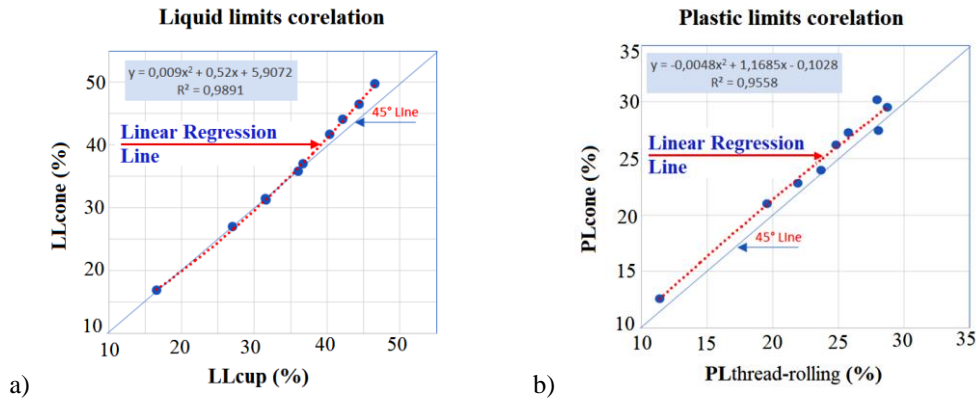 Liquid limits corelation
y = 0,009x² + 0,52x + 5,9072
R² = 0,9891
45° Line
Linear Regression
Line
50
40
30
20
10
10
20
30
40
50
LLcone (%)
LLcup (%)
a)
Plastic limits corelation
y = -0,0048x² + 1,1685x - 0,1028
R² = 0,9558
Linear Regression
Line
45° Line
35
30
25
20
15
10
10
15
20
25
30
35
PLcone (%)
PLthread-rolling (%)
b)